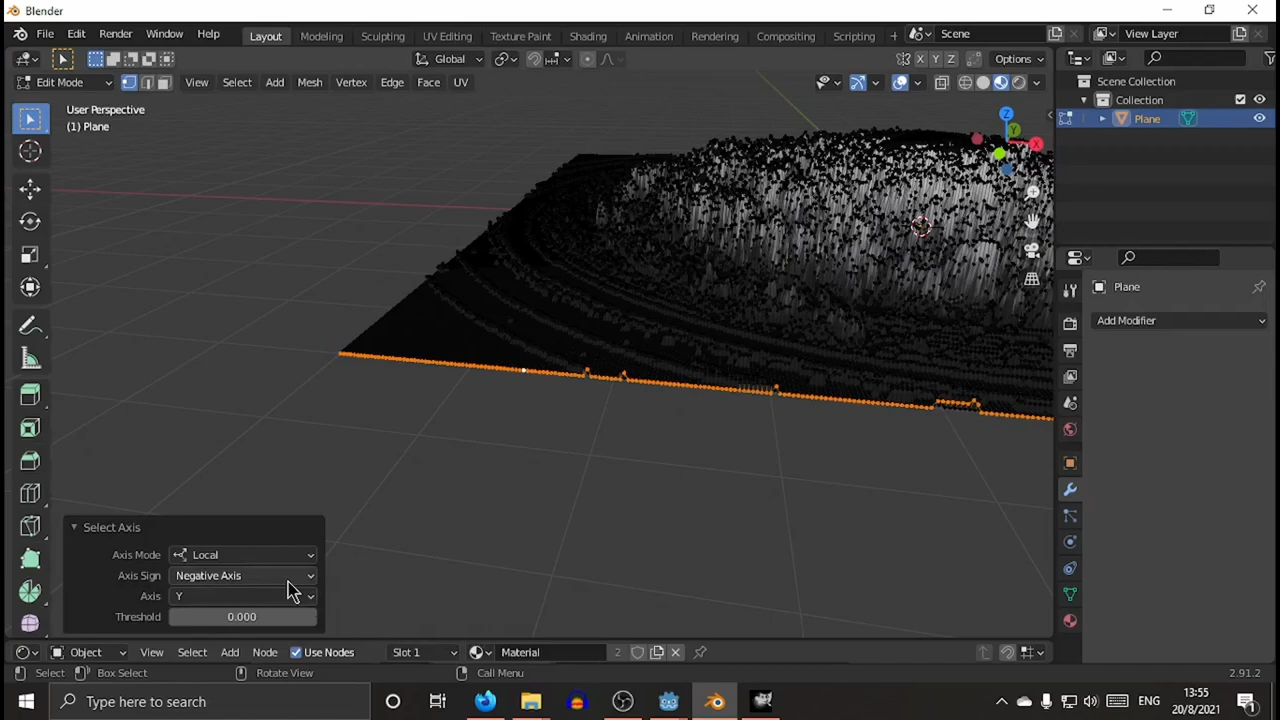 Blender
File Edit Render Window Help Layout Modeling Sculpting UV Editing Texture Paint Shading Animation Rendering Compositing Scripting + Scene View Layer
Global X Y Z Options
Edit Mode View Select Add Mesh Vertex Edge Face UV
Scene Collection
Collection
Plane
User Perspective
(1) Plane
Z
Y
X
Plane
Add Modifier
Select Axis
Axis Mode Local
Axis Sign Negative Axis
Axis Y
Threshold 0.000
Object View Select Add Node Use Nodes Slot 1 Material 2
Select Box Select Rotate View Call Menu 2.91.2
Type here to search ENG 13:55
20/8/2021 1